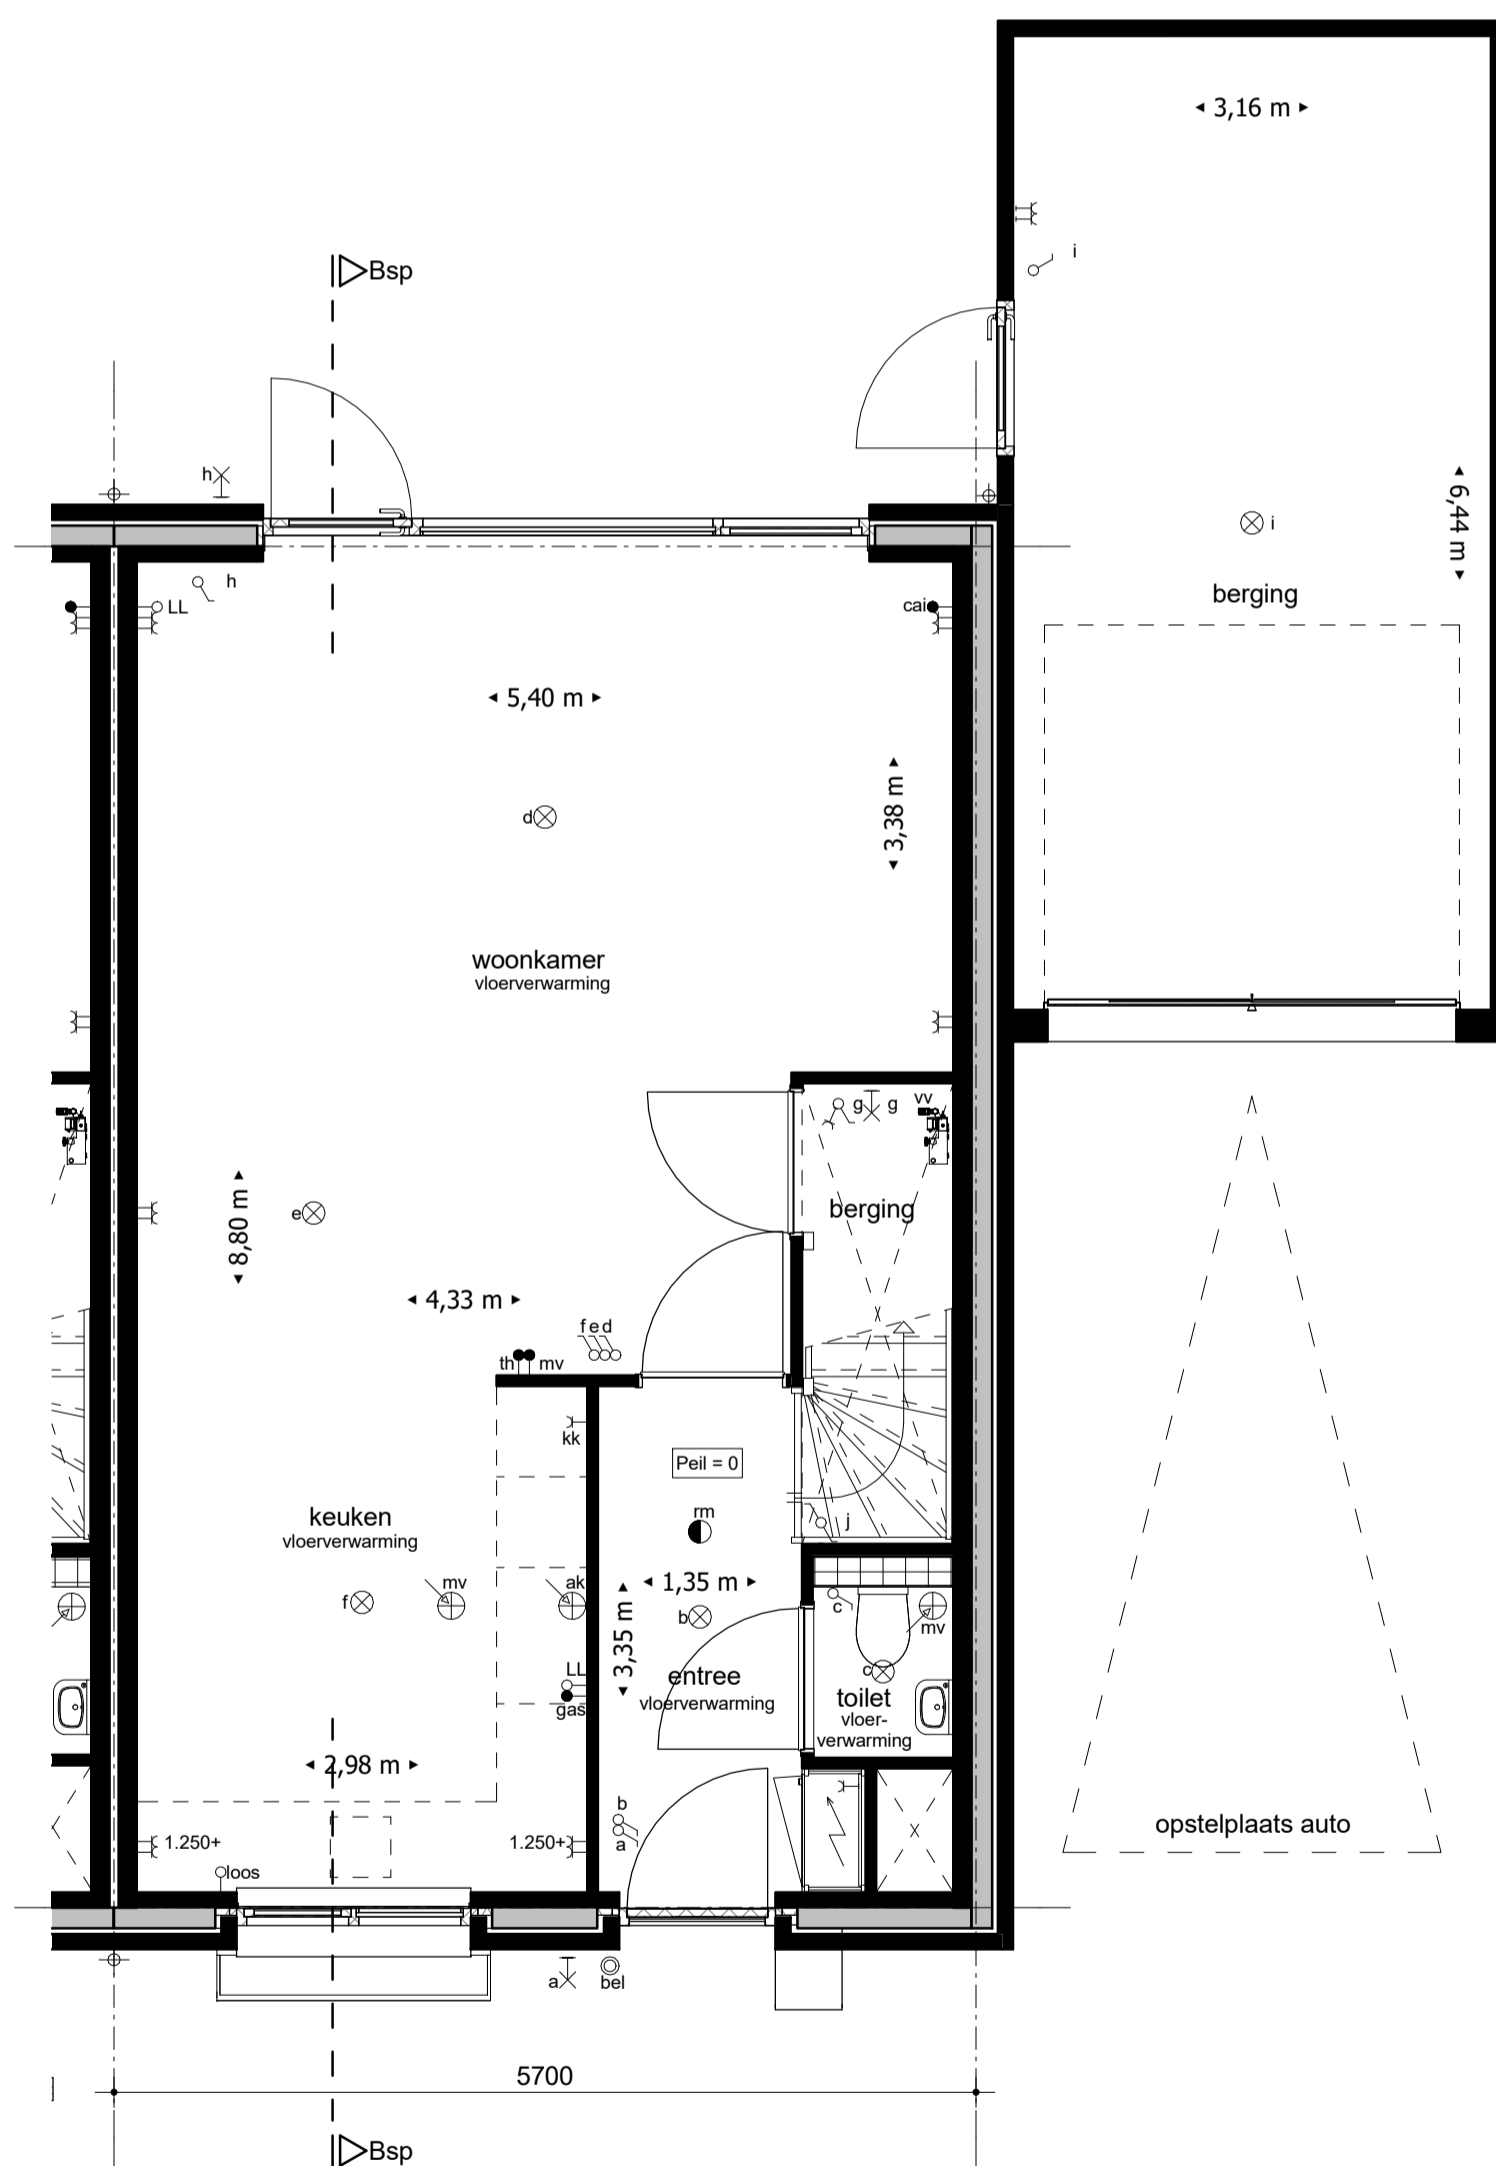 3,16 m
i
Bsp
h
6,44 m
i
berging
h
LL
cai
5,40 m
3,38 m
d
woonkamer
vloerverwarming
g
g
vv
berging
e
8,80 m
4,33 m
f e d
th
mv
kk
Peil = 0
rm
j
keuken
vloerverwarming
mv
ak
f
1,35 m
b
c
mv
3,35 m
LL
gas
entree
vloerverwarming
c
toilet
vloer-
verwarming
2,98 m
b
a
1.250+
1.250+
loos
opstelplaats auto
a
bel
5700
Bsp